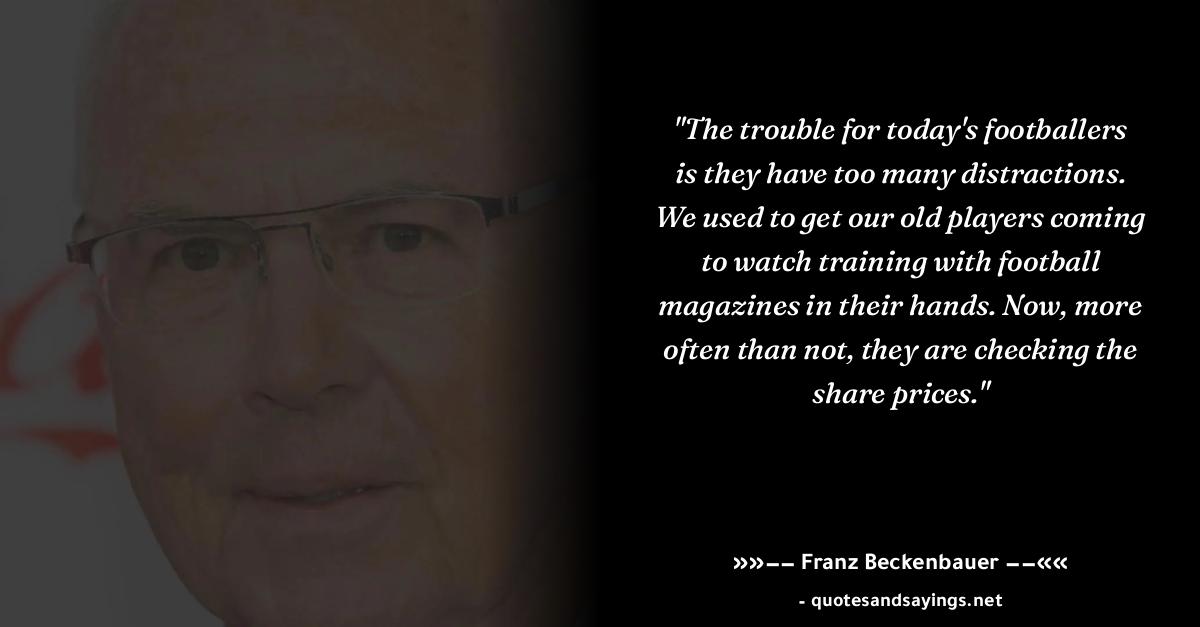 "The trouble for today's footballers
is they have too many distractions.
We used to get our old players coming
to watch training with football
magazines in their hands. Now, more
often than not, they are checking the
share prices."
»»−− Franz Beckenbauer −−««
- quotesandsayings.net